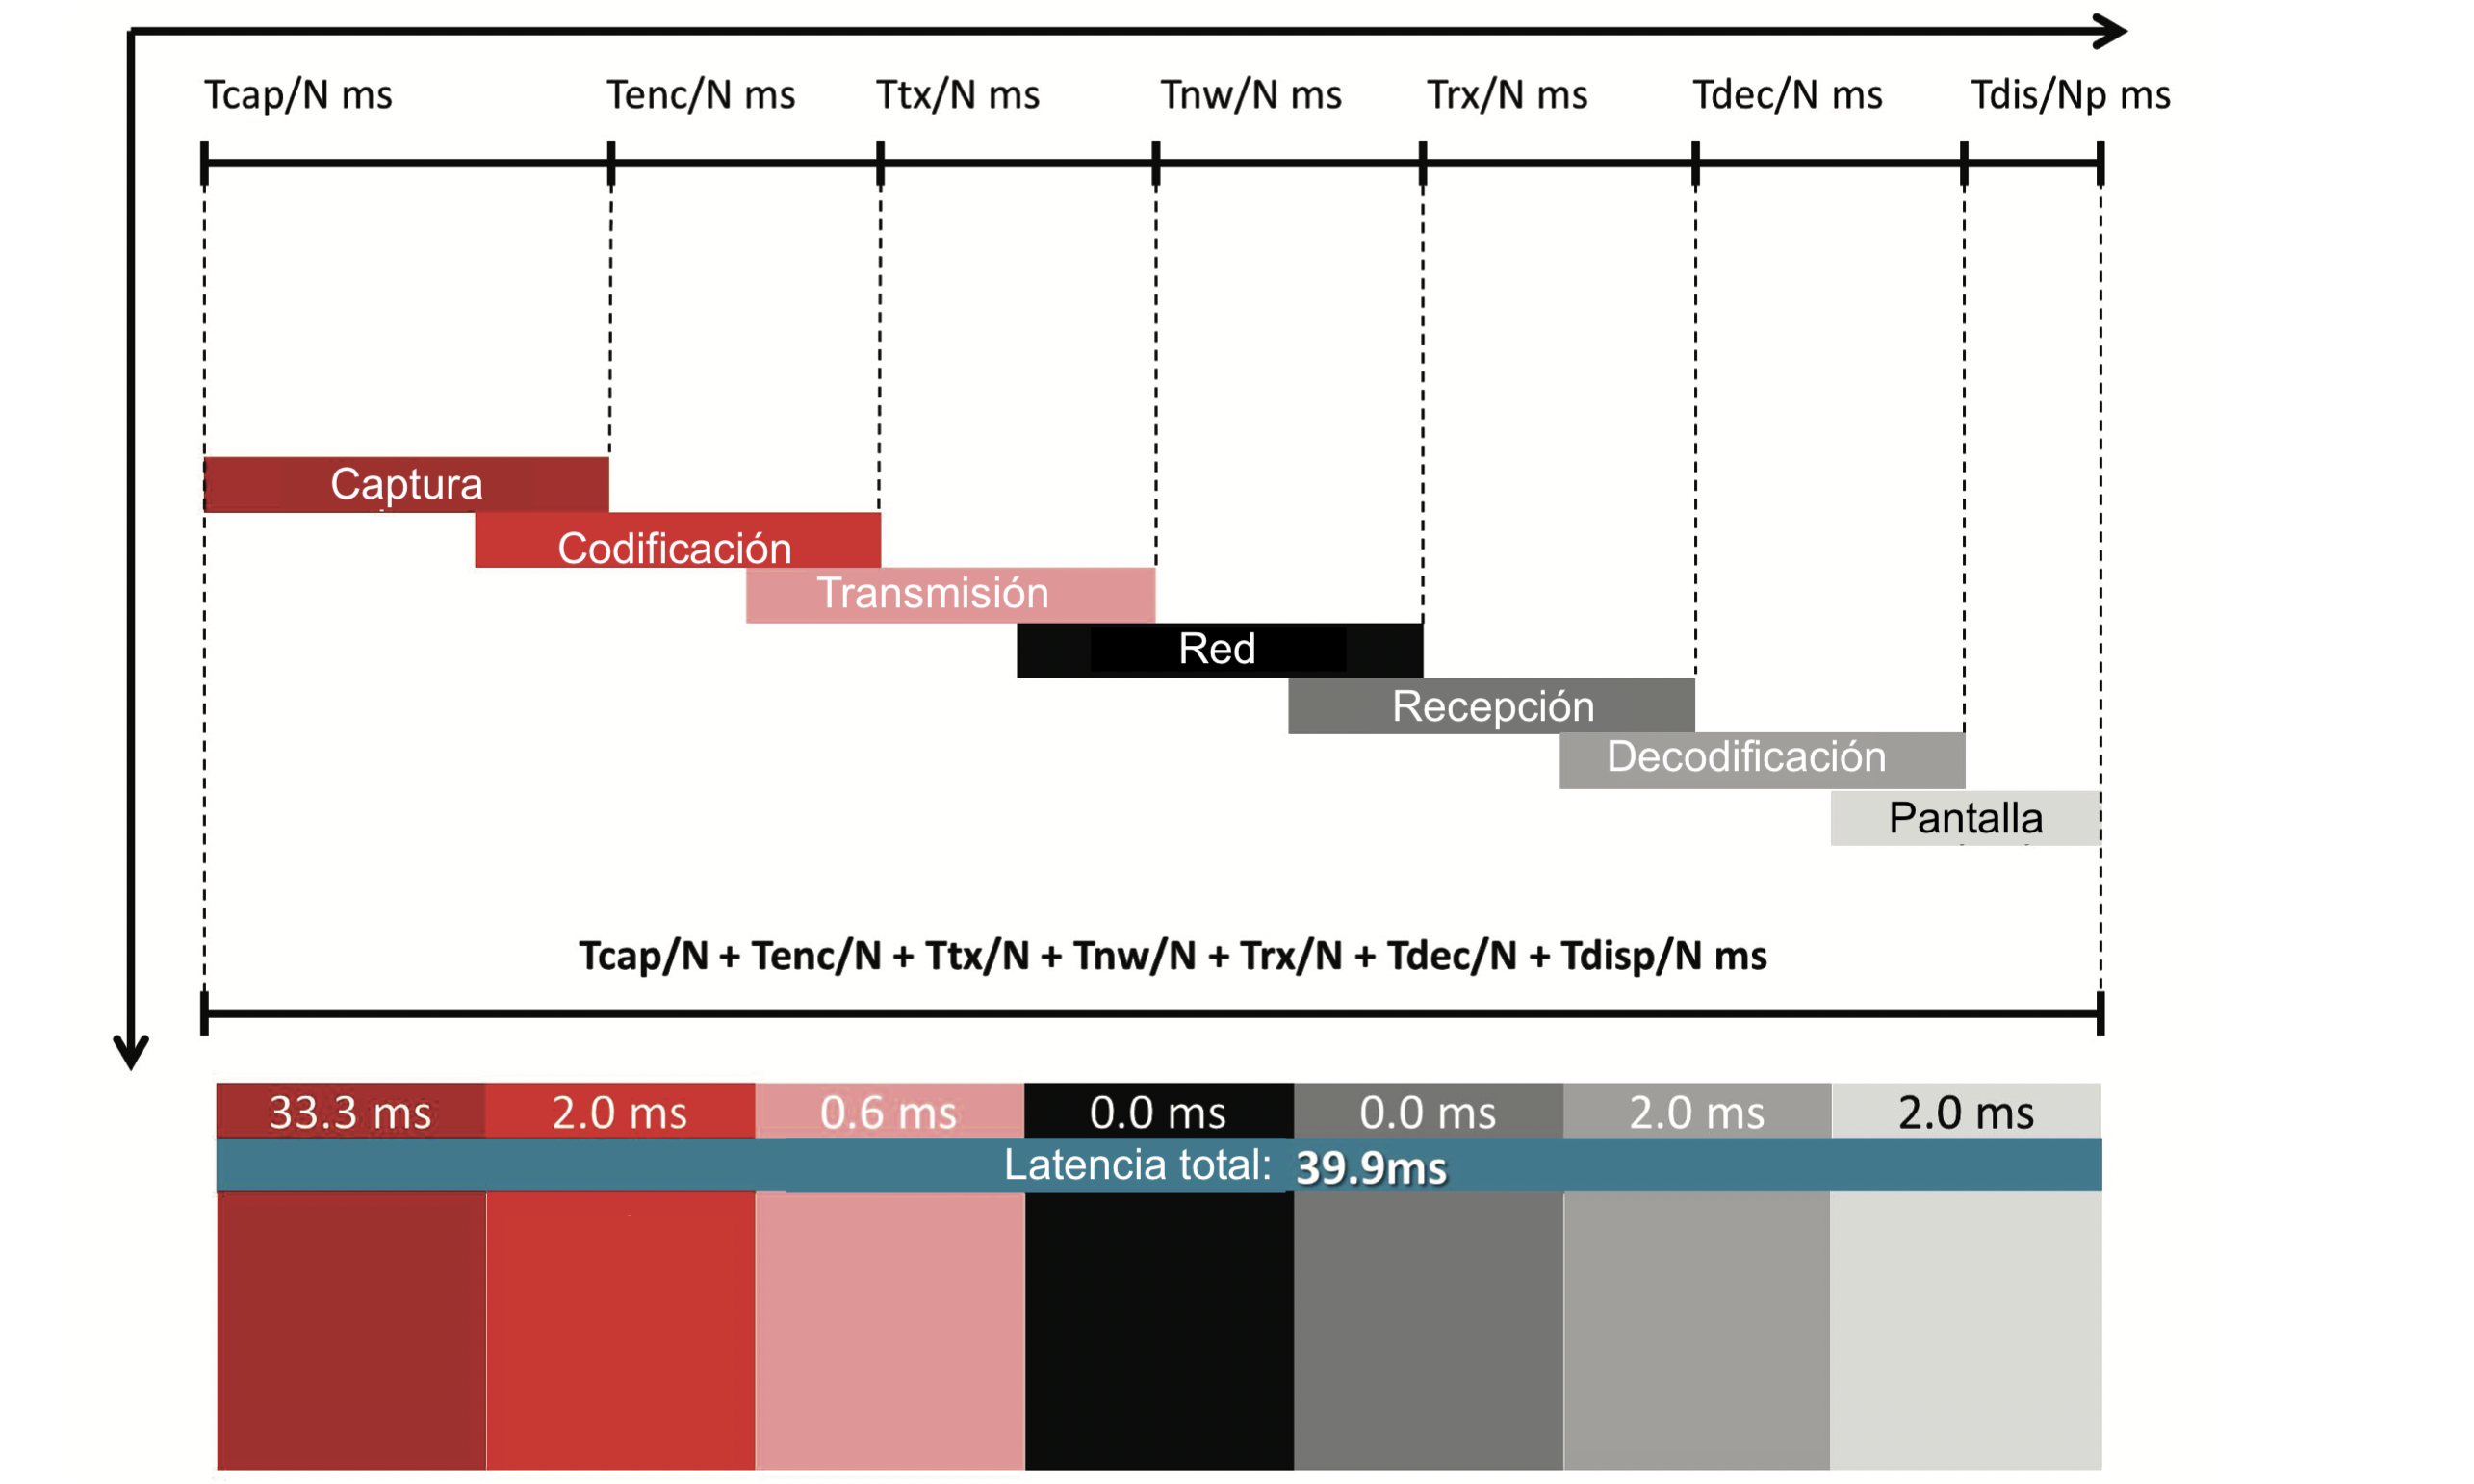 Tcap/N ms Tenc/N ms Ttx/N ms Tnw/N ms Trx/N ms Tdec/N ms Tdis/Np ms
Captura
Codificación
Transmisión
Red
Recepción
Decodificación
Pantalla
Tcap/N + Tenc/N + Ttx/N + Tnw/N + Trx/N + Tdec/N + Tdisp/N ms
33.3 ms 2.0 ms 0.6 ms 0.0 ms 0.0 ms 2.0 ms 2.0 ms
Latencia total: 39.9ms